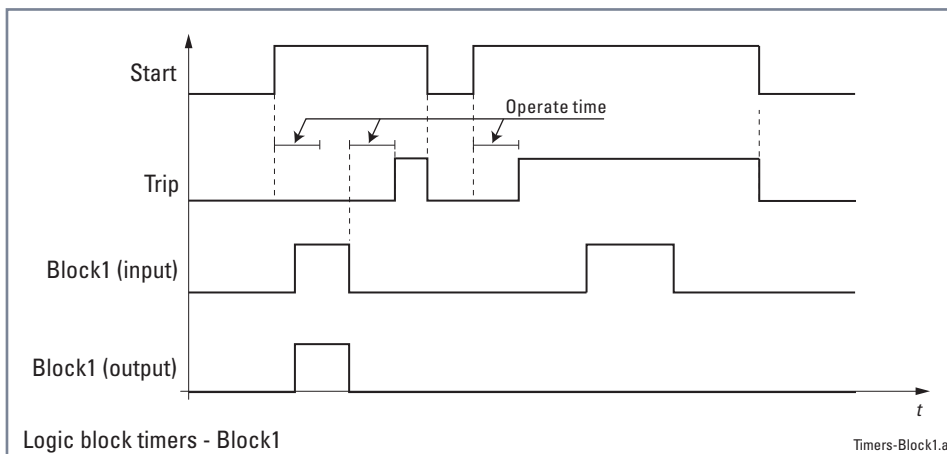 Start
Operate time
Trip
Block1 (input)
Block1 (output)
t
Logic block timers - Block1
Timers-Block1.a